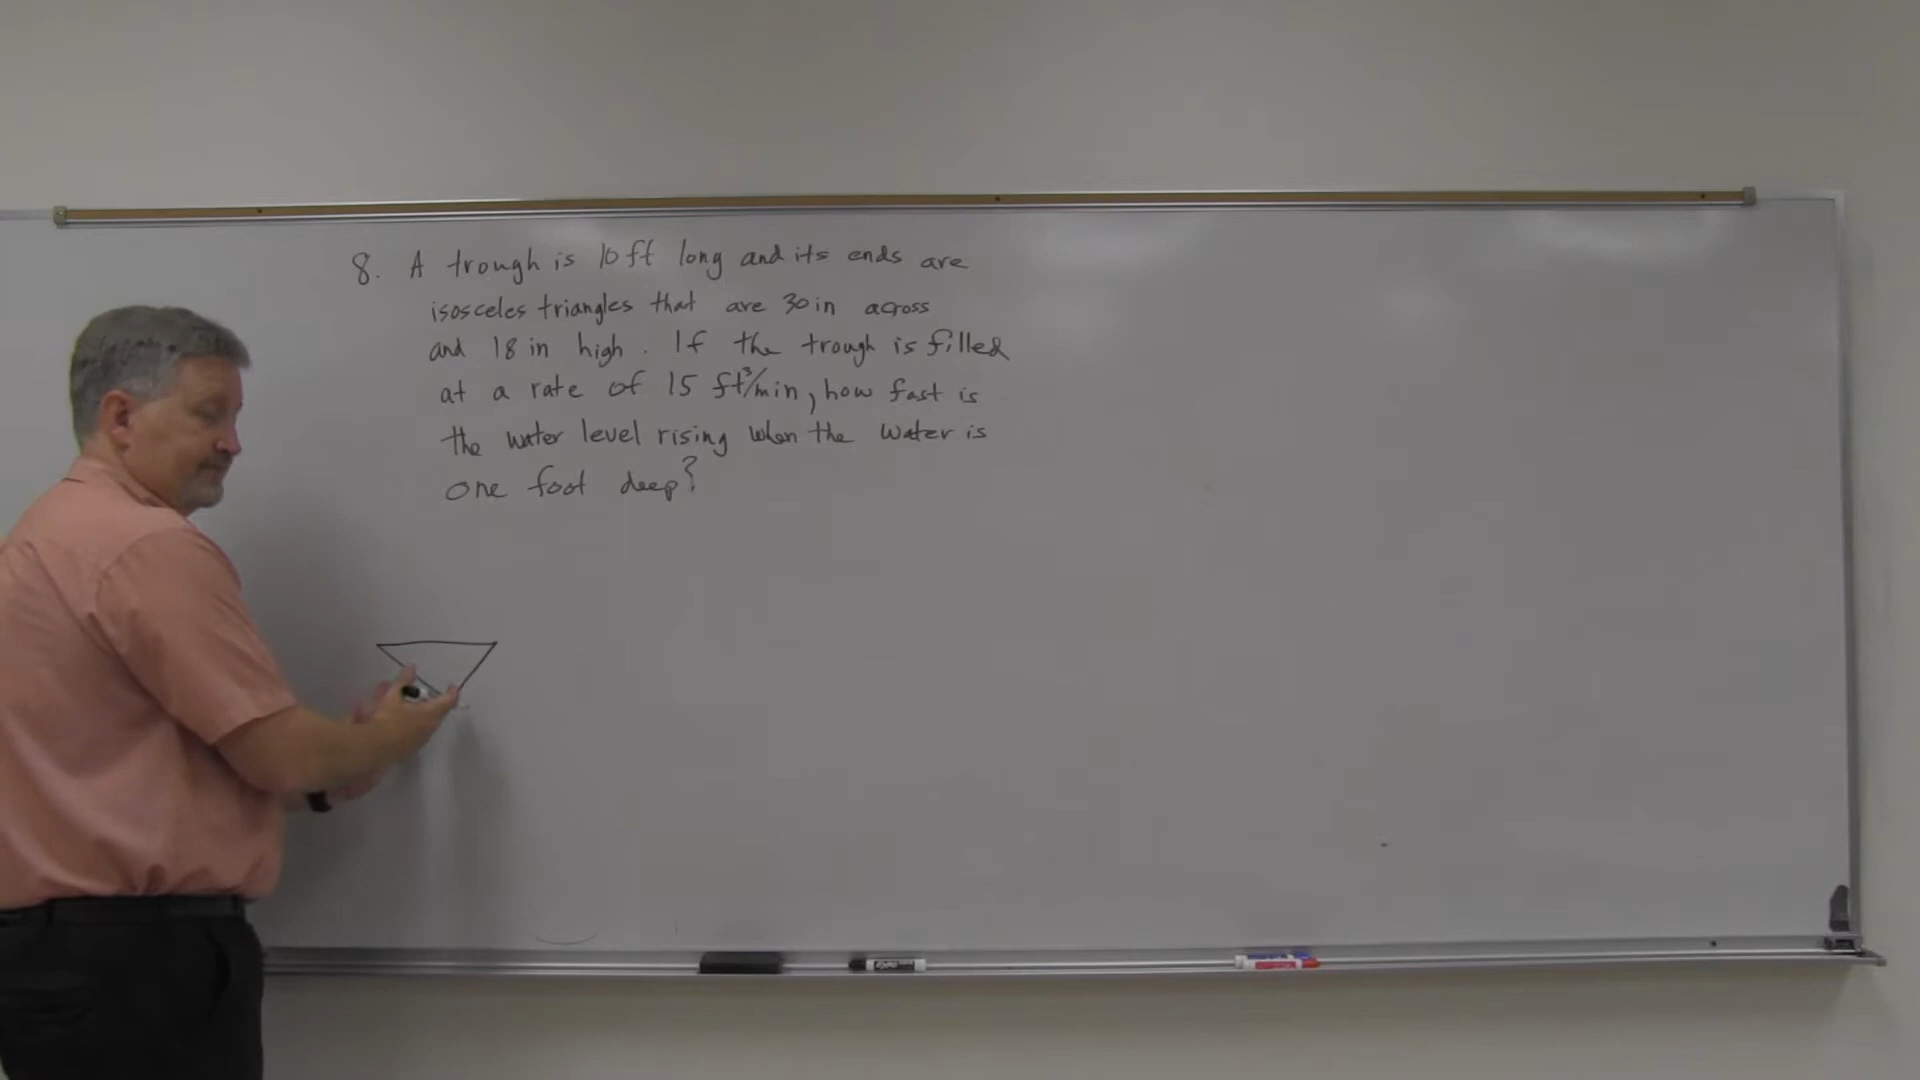 8. A trough is 10 ft long and its ends are
isosceles triangles that are 30 in across
and 18 in high. If the trough is filled
at a rate of 15 ft³/min, how fast is
the water level rising when the water is
one foot deep?